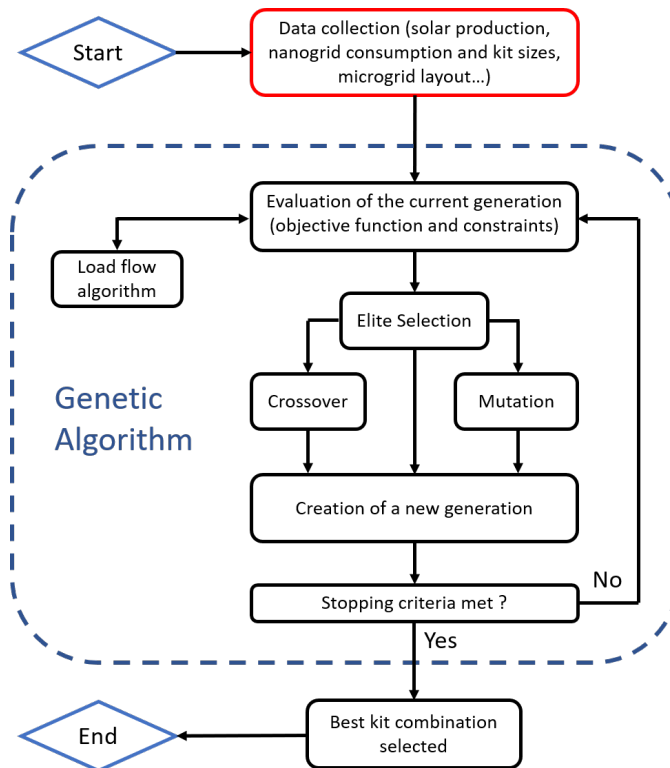 Start
Data collection (solar production,
nanogrid consumption and kit sizes,
microgrid layout...)
Evaluation of the current generation
(objective function and constraints)
Load flow
algorithm
Elite Selection
Crossover
Mutation
Genetic
Algorithm
Creation of a new generation
Stopping criteria met ?
No
Yes
Best kit combination
selected
End